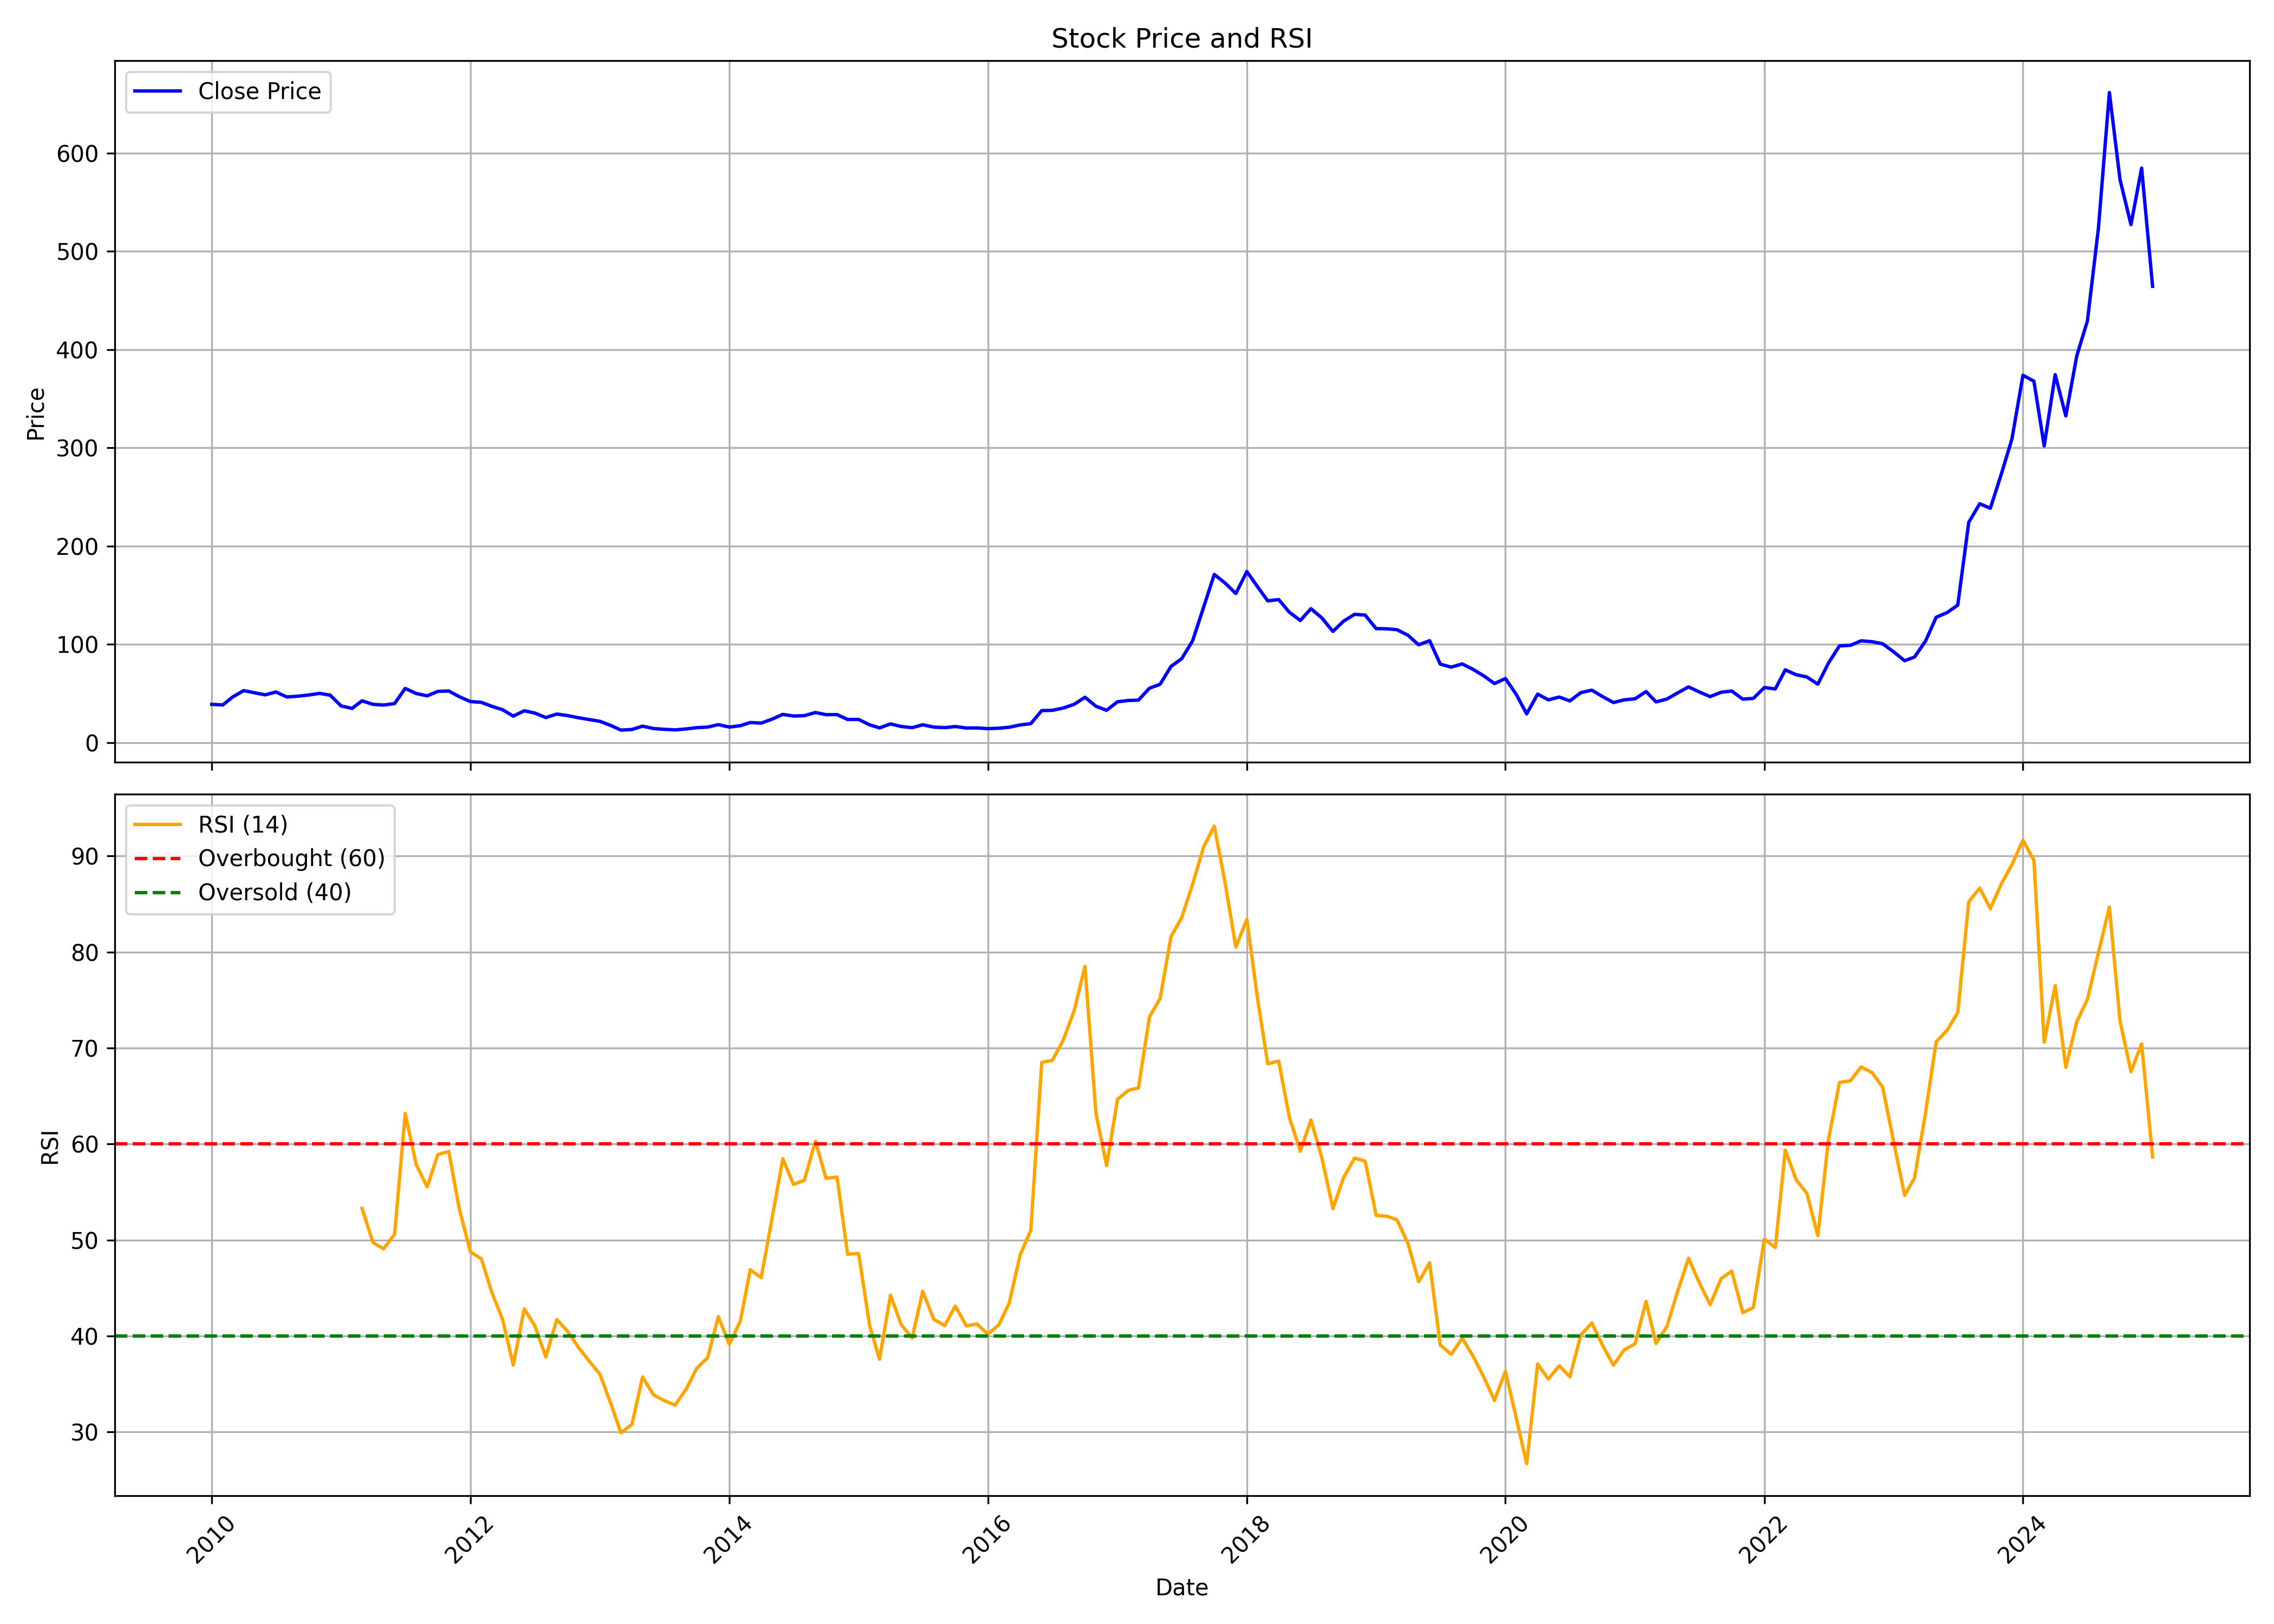 Stock Price and RSI
Close Price
600
500
400
300
200
100
0
Price
RSI (14)
Overbought (60)
Oversold (40)
90
80
70
60
50
40
30
RSI
2010
2012
2014
2016
2018
2020
2022
2024
Date